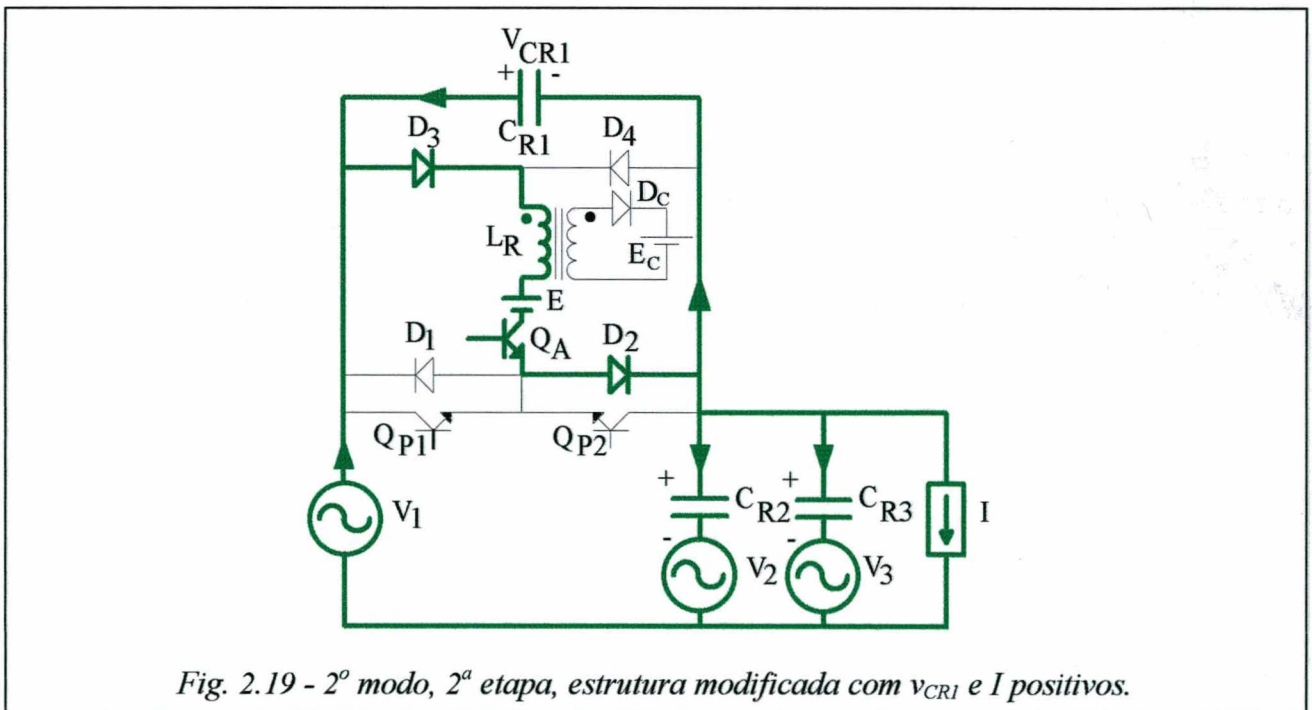 V_CR1
+ -
C_R1
D_3 D_4
D_C
L_R
E_C
E
D_1 Q_A D_2
Q_P1 Q_P2
V_1
+ C_R2 + C_R3 I
- V_2 - V_3
Fig. 2.19 - 2º modo, 2ª etapa, estrutura modificada com v_CR1 e I positivos.